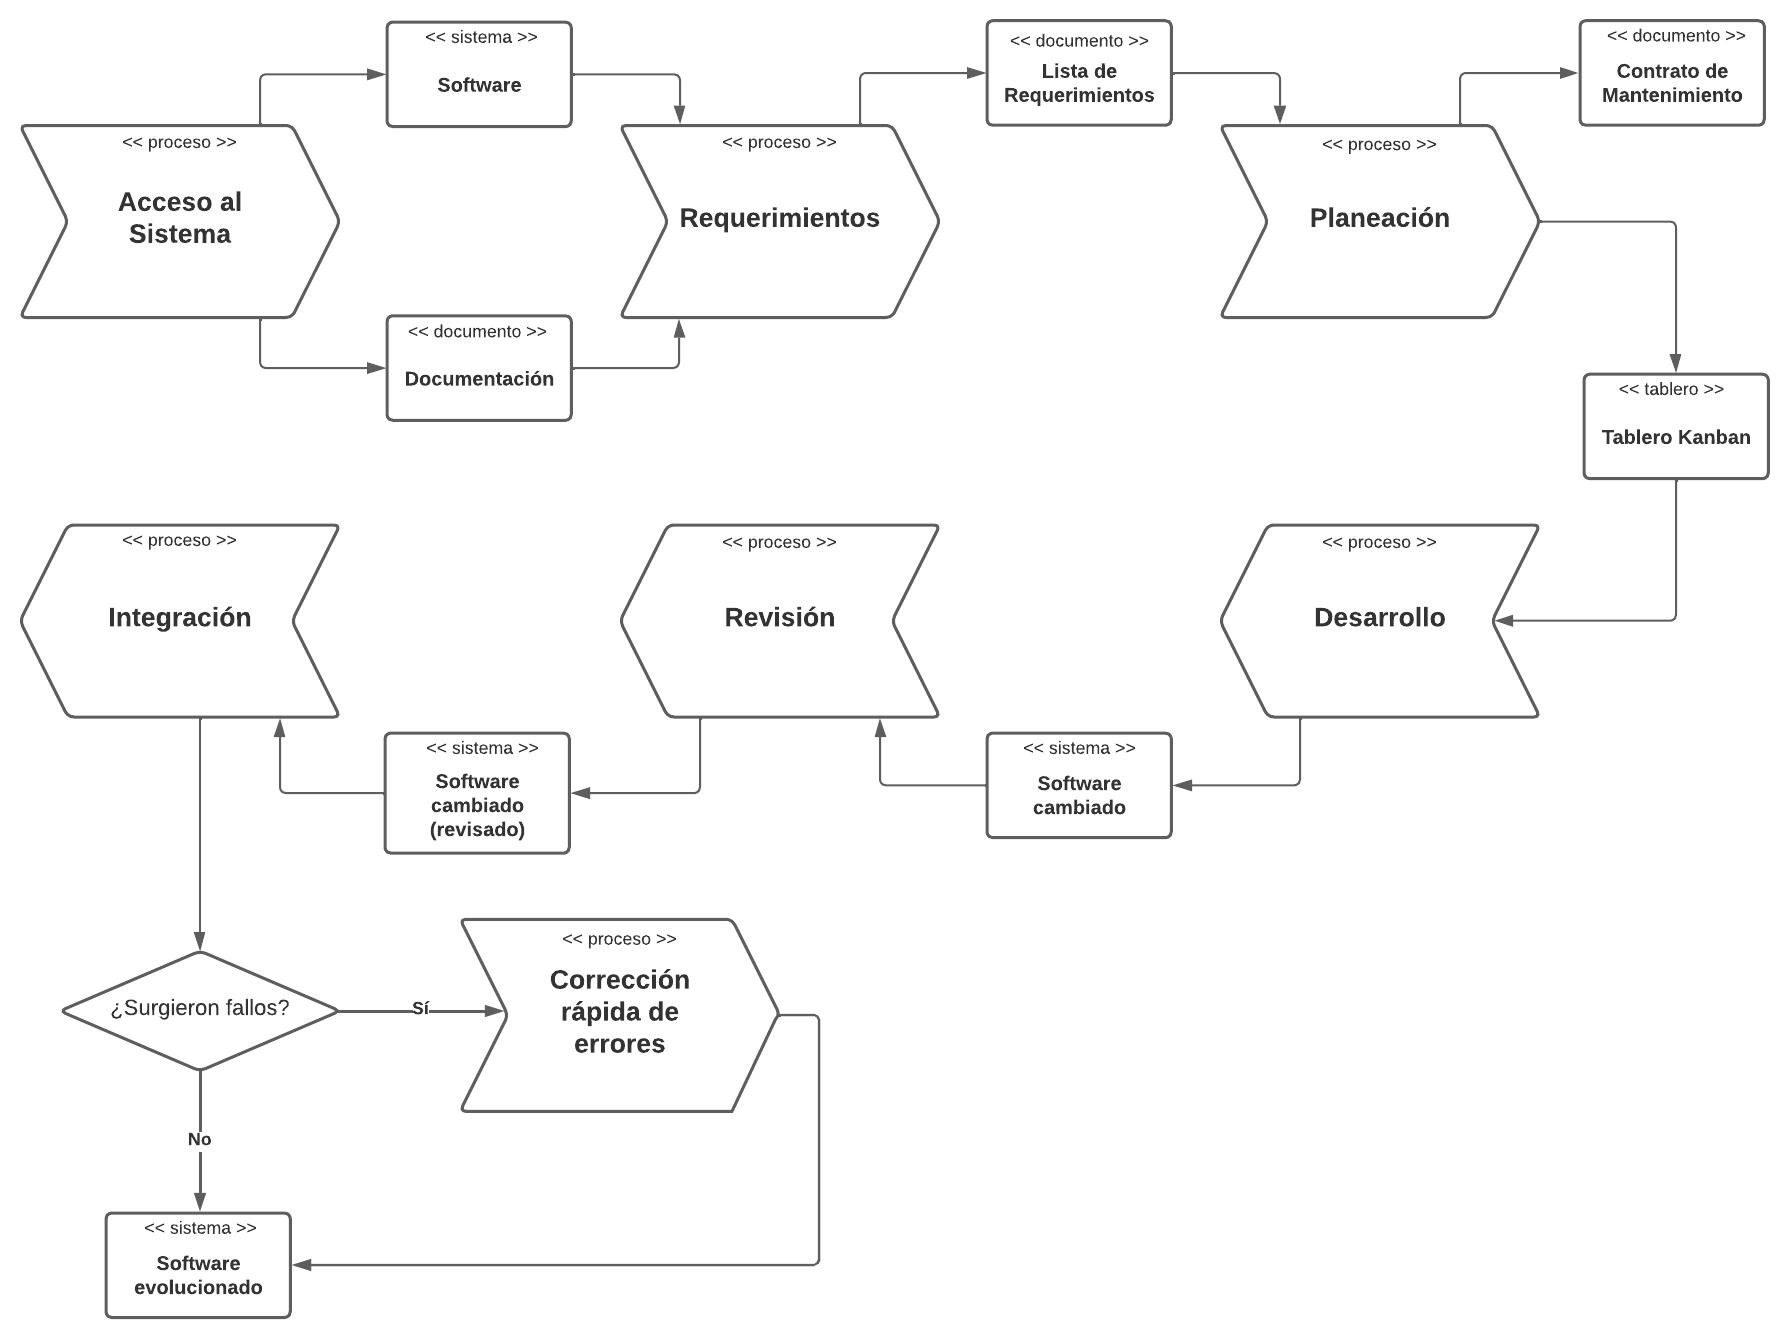 << sistema >>
Software
<< documento >>
Lista de
Requerimientos
<< documento >>
Contrato de
Mantenimiento
<< proceso >>
Acceso al
Sistema
<< proceso >>
Requerimientos
<< proceso >>
Planeación
<< documento >>
Documentación
<< tablero >>
Tablero Kanban
<< proceso >>
Desarrollo
<< proceso >>
Revisión
<< proceso >>
Integración
<< sistema >>
Software
cambiado
<< sistema >>
Software
cambiado
(revisado)
¿Surgieron fallos?
Sí
<< proceso >>
Corrección
rápida de
errores
No
<< sistema >>
Software
evolucionado